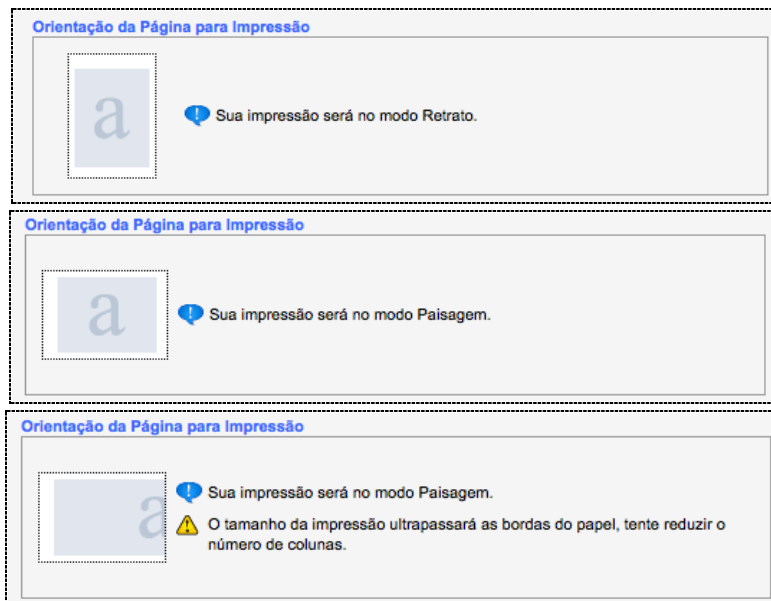 Orientação da Página para Impressão
a
Sua impressão será no modo Retrato.
Orientação da Página para Impressão
a
Sua impressão será no modo Paisagem.
Orientação da Página para Impressão
a
Sua impressão será no modo Paisagem.
O tamanho da impressão ultrapassará as bordas do papel, tente reduzir o
número de colunas.